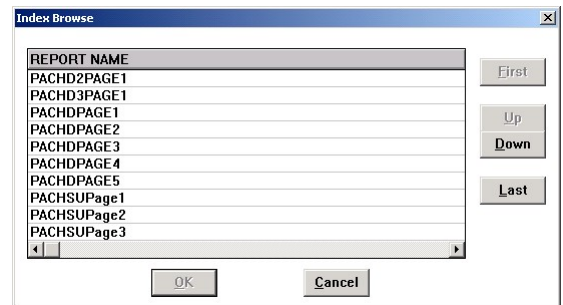 Index Browse
REPORT NAME
PACHD2PAGE1
PACHD3PAGE1
PACHDPAGE1
PACHDPAGE2
PACHDPAGE3
PACHDPAGE4
PACHDPAGE5
PACHSUPage1
PACHSUPage2
PACHSUPage3
First
Up
Down
Last
OK
Cancel